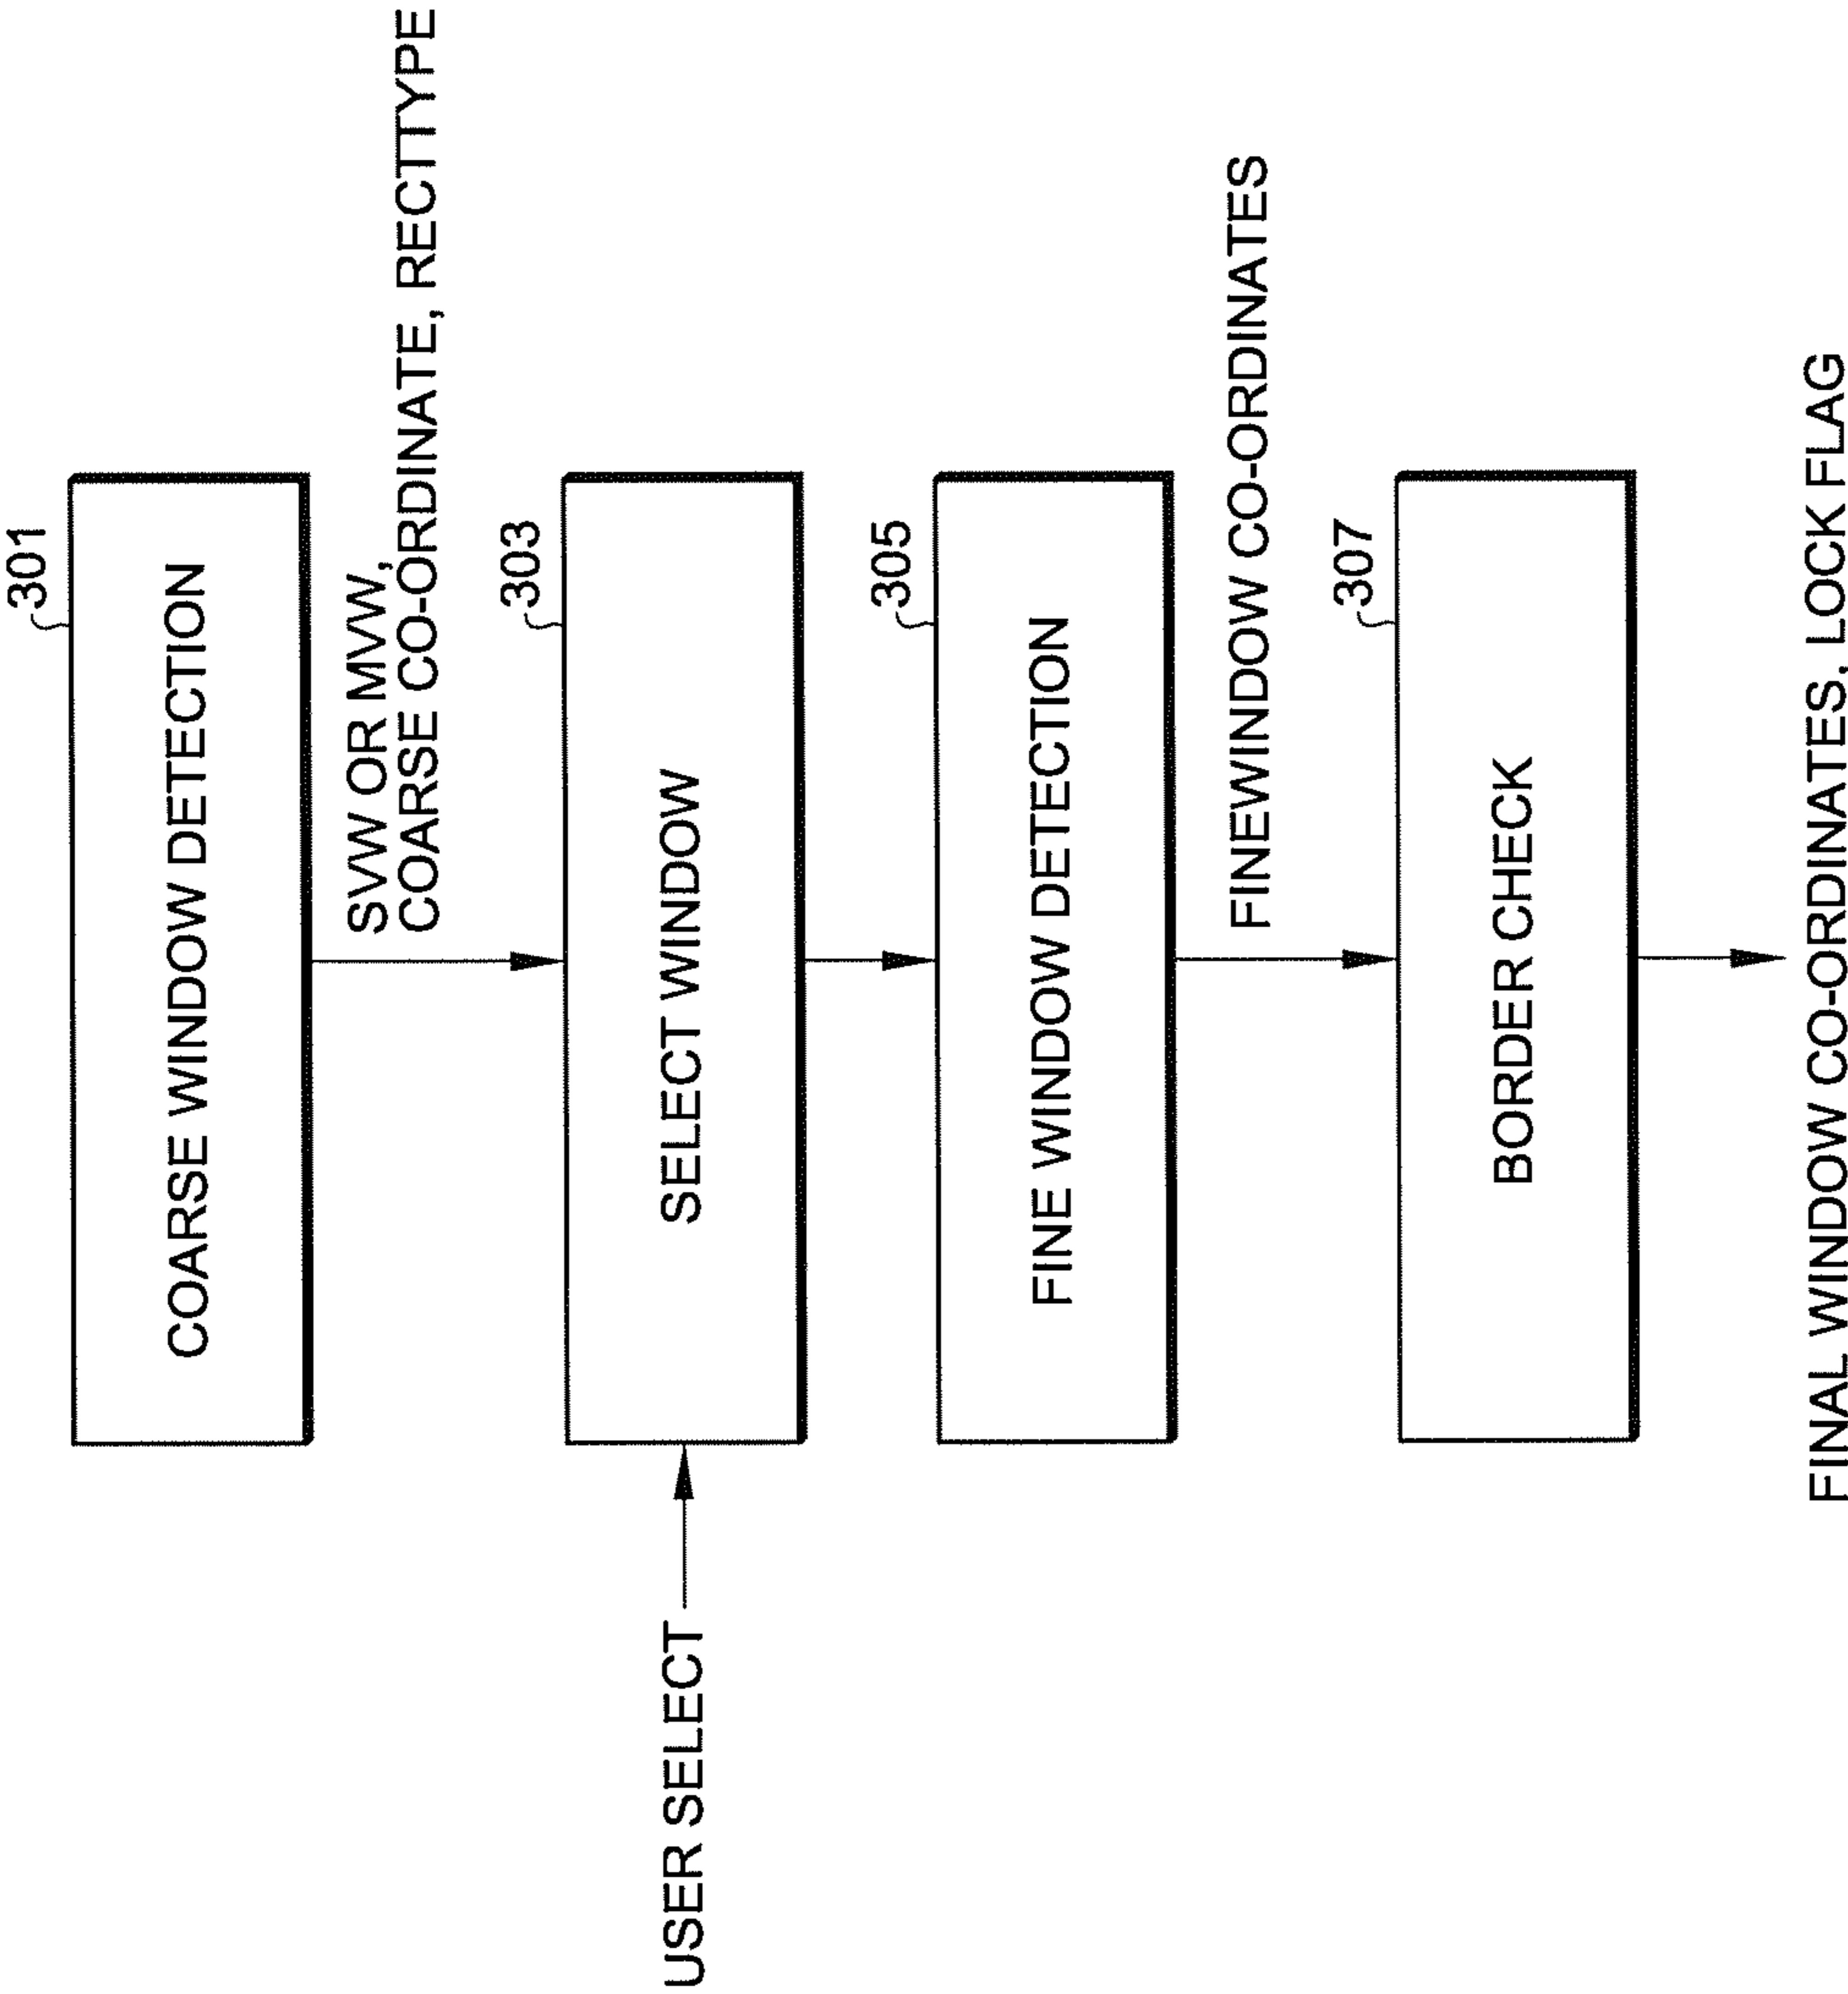 301
COARSE WINDOW DETECTION
SVW OR MVW,
COARSE CO-ORDINATE, RECTTYPE
303
SELECT WINDOW
USER SELECT
305
FINE WINDOW DETECTION
FINEWINDOW CO-ORDINATES
307
BORDER CHECK
FINAL WINDOW CO-ORDINATES, LOCK FLAG